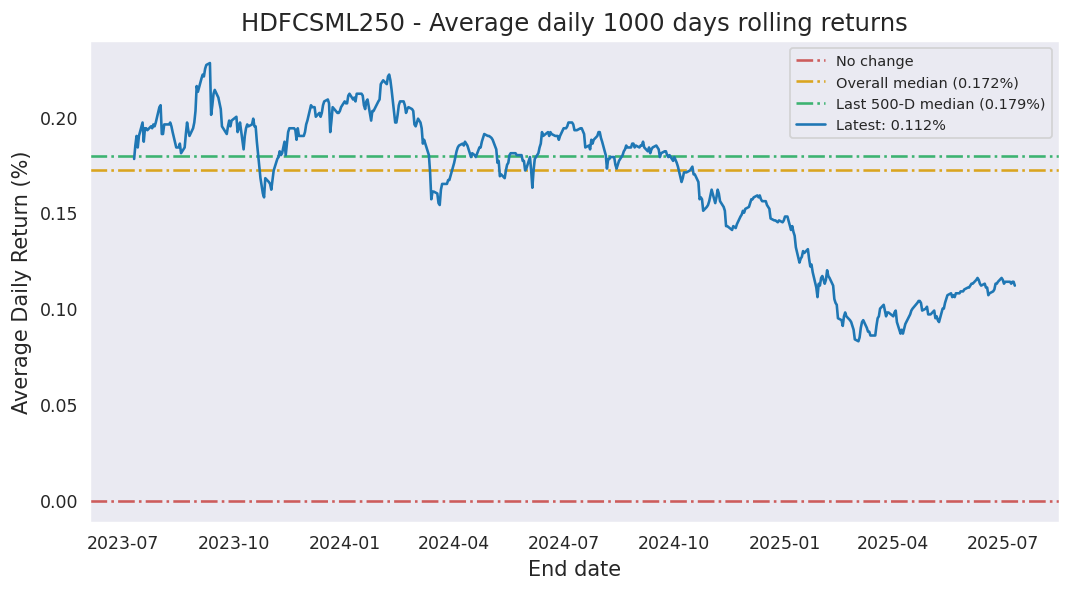 HDFCSML250 - Average daily 1000 days rolling returns
No change
Overall median (0.172%)
Last 500-D median (0.179%)
Latest: 0.112%
Average Daily Return (%)
0.20
0.15
0.10
0.05
0.00
2023-07 2023-10 2024-01 2024-04 2024-07 2024-10 2025-01 2025-04 2025-07
End date